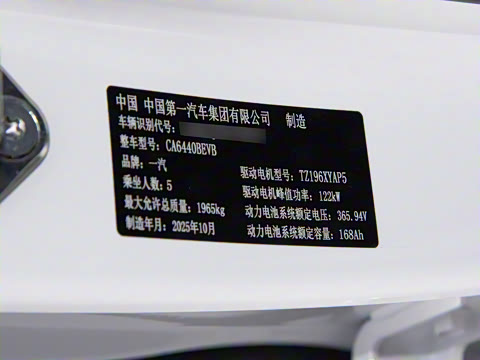 中国 中国第一汽车集团有限公司 制造
车辆识别代号:
整车型号: CA6440BEVB
品牌: 一汽
驱动电机型号: TZ196XYAP5
乘坐人数: 5
驱动电机峰值功率: 122kW
最大允许总质量: 1965kg
动力电池系统额定电压: 365.94V
制造年月: 2025年10月
动力电池系统额定容量: 168Ah